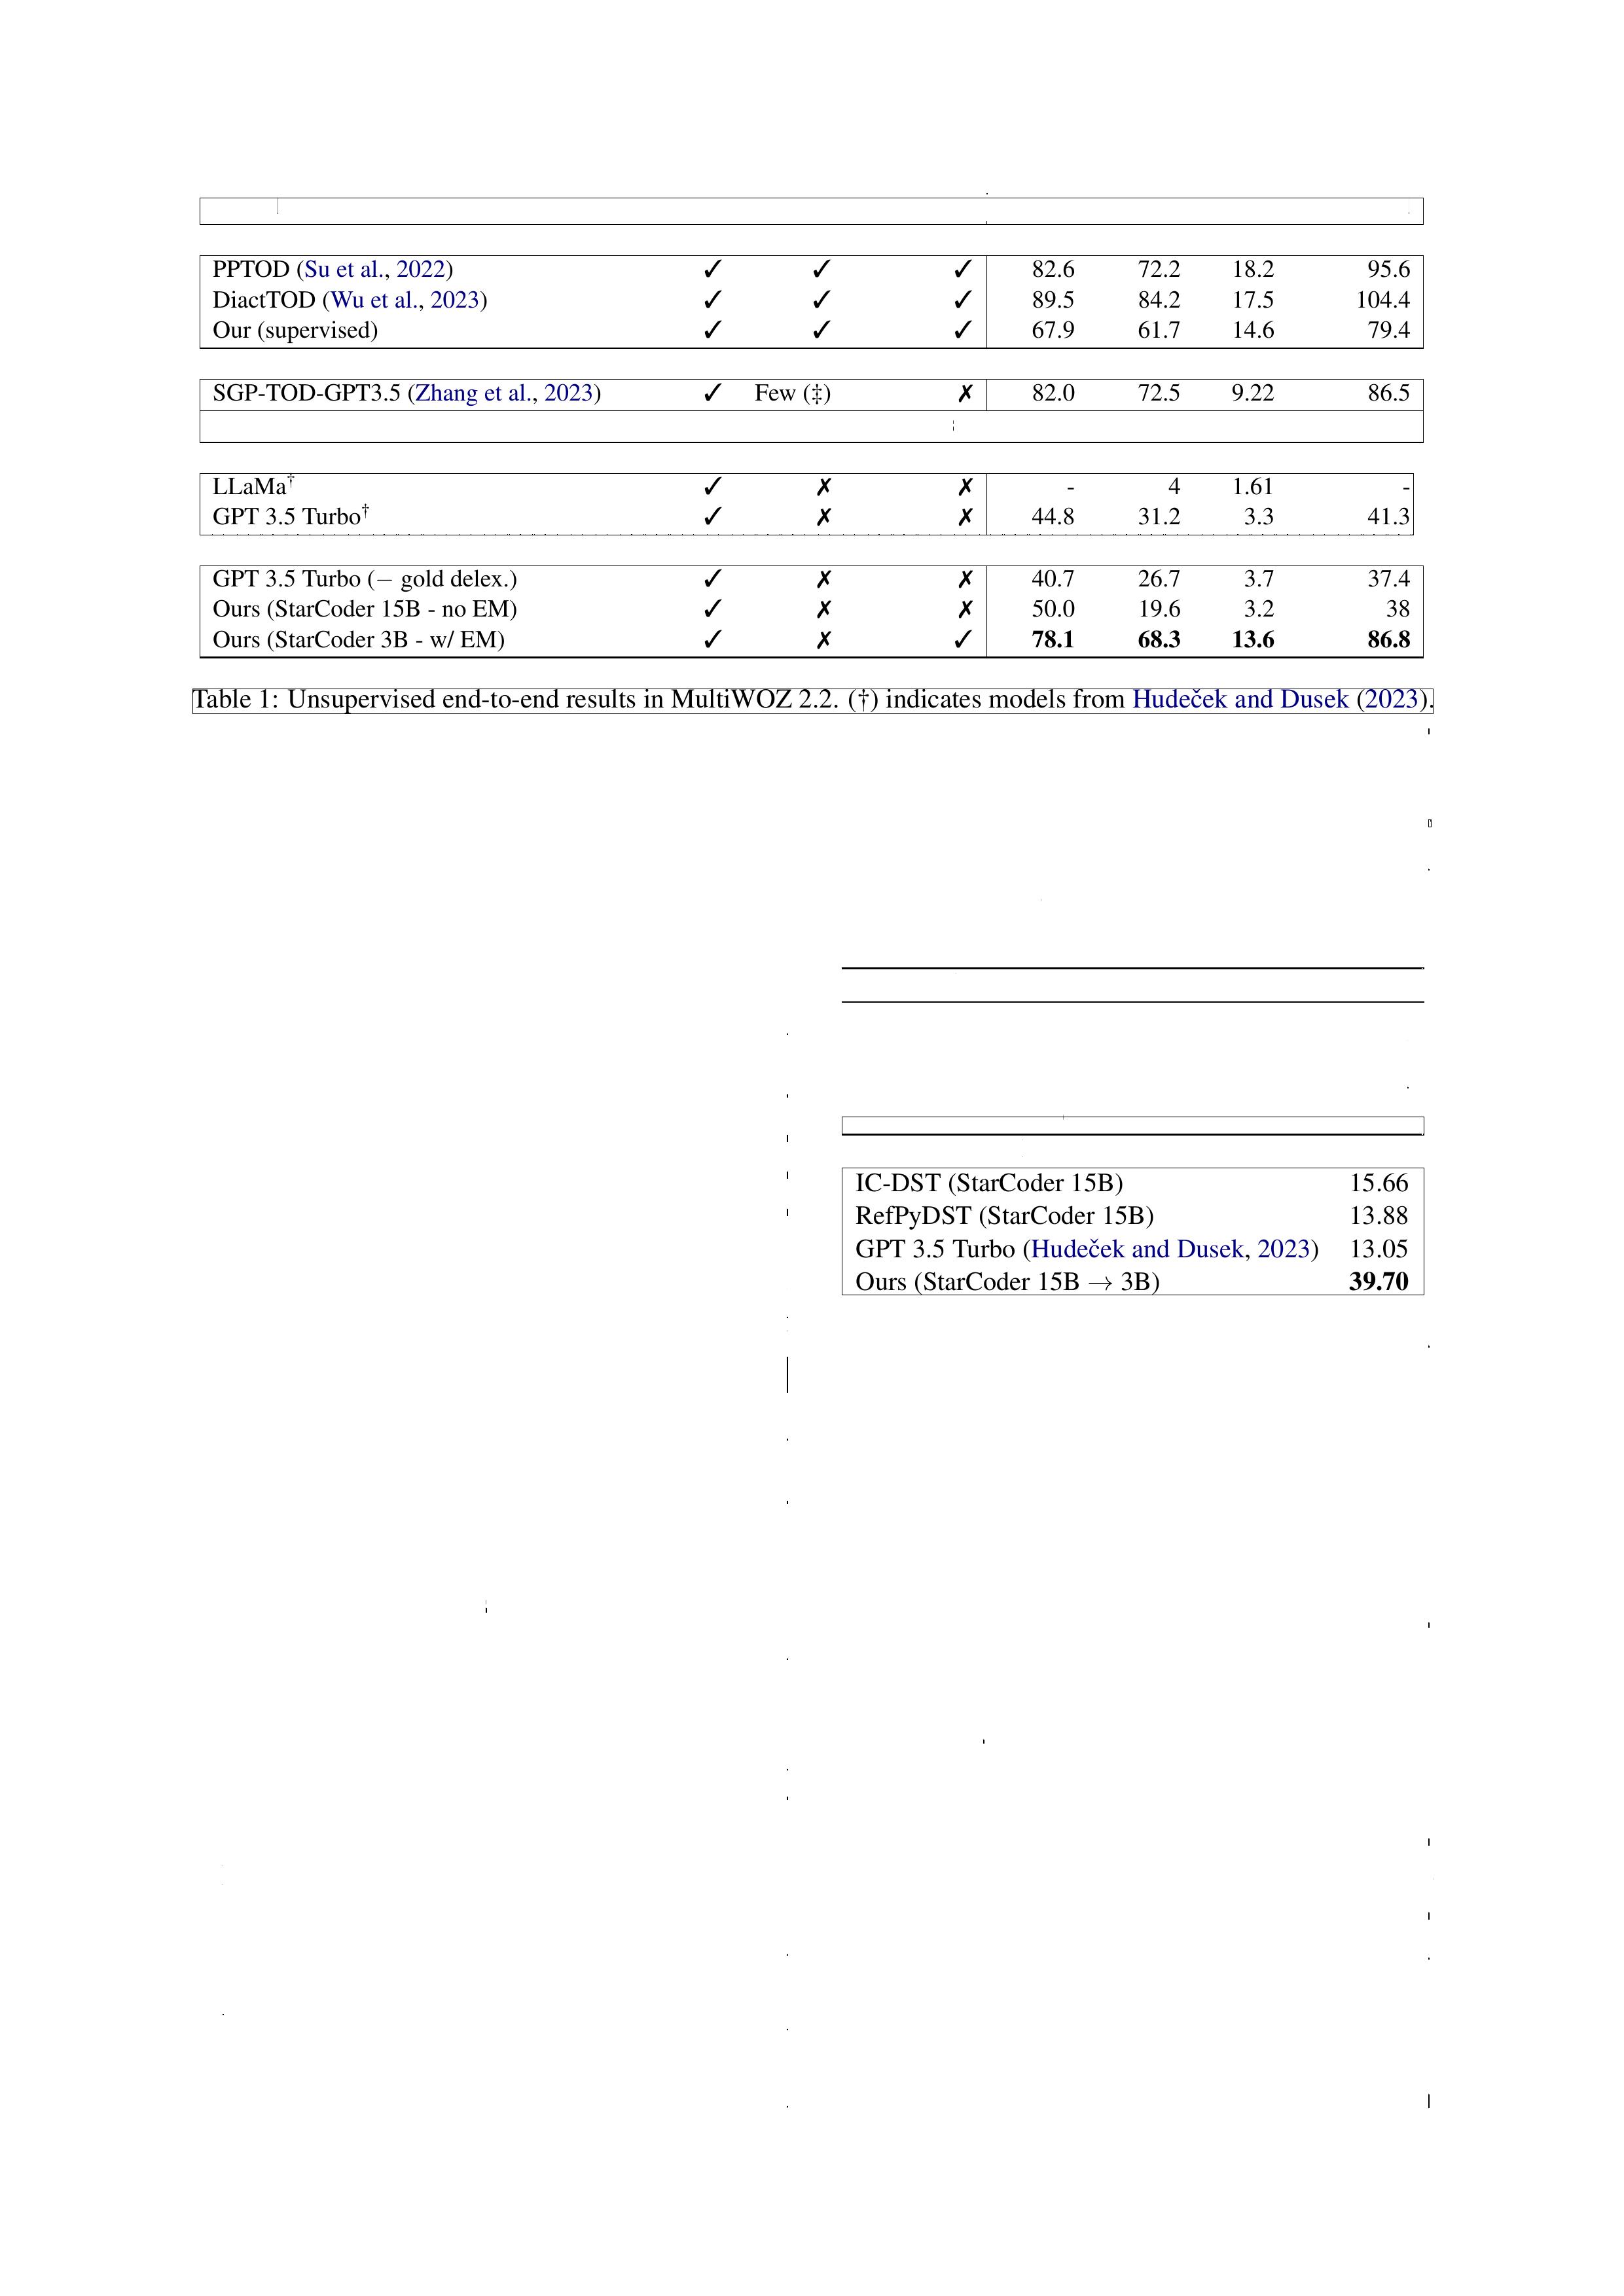 PPTOD (Su et al., 2022) ✓ ✓ ✓ 82.6 72.2 18.2 95.6
DiactTOD (Wu et al., 2023) ✓ ✓ ✓ 89.5 84.2 17.5 104.4
Our (supervised) ✓ ✓ ✓ 67.9 61.7 14.6 79.4
SGP-TOD-GPT3.5 (Zhang et al., 2023) ✓ Few (‡) ✗ 82.0 72.5 9.22 86.5
LLaMa† ✓ ✗ ✗ - 4 1.61 -
GPT 3.5 Turbo† ✓ ✗ ✗ 44.8 31.2 3.3 41.3
GPT 3.5 Turbo (− gold delex.) ✓ ✗ ✗ 40.7 26.7 3.7 37.4
Ours (StarCoder 15B - no EM) ✓ ✗ ✗ 50.0 19.6 3.2 38
Ours (StarCoder 3B - w/ EM) ✓ ✗ ✓ 78.1 68.3 13.6 86.8
Table 1: Unsupervised end-to-end results in MultiWOZ 2.2. (†) indicates models from Hudeček and Dusek (2023).
IC-DST (StarCoder 15B) 15.66
RefPyDST (StarCoder 15B) 13.88
GPT 3.5 Turbo (Hudeček and Dusek, 2023) 13.05
Ours (StarCoder 15B → 3B) 39.70